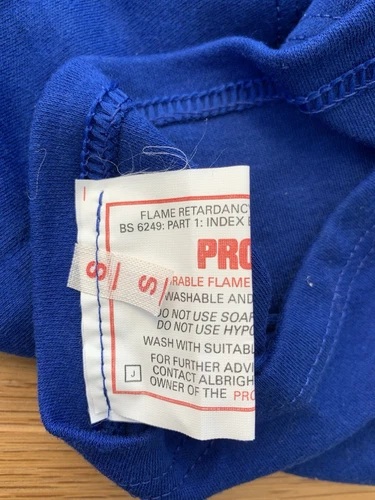 FLAME RETARDANCY
BS 6249: PART 1: INDEX
PRO
RABLE FLAME
WASHABLE AND
DO NOT USE SOAP
DO NOT USE HYPO
WASH WITH SUITABL
FOR FURTHER ADVI
CONTACT ALBRIGH
OWNER OF THE PRO
J
S
8